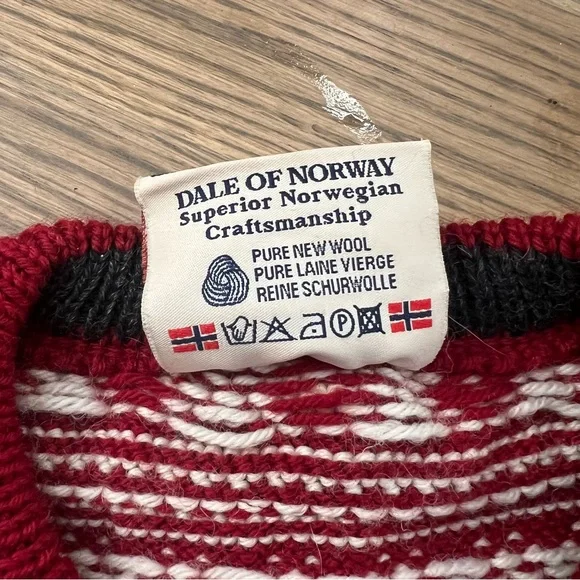 DALE OF NORWAY
Superior Norwegian
Craftsmanship
PURE NEW WOOL
PURE LAINE VIERGE
REINE SCHURWOLLE
P